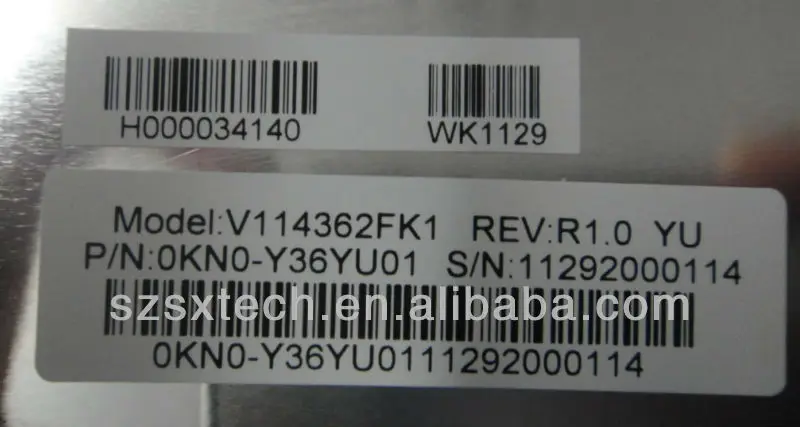 H000034140 WK1129
Model:V114362FK1 REV:R1.0 YU
P/N:0KN0-Y36YU01 S/N:11292000114
szsxtech.en.alibaba.com
0KN0-Y36YU0111292000114